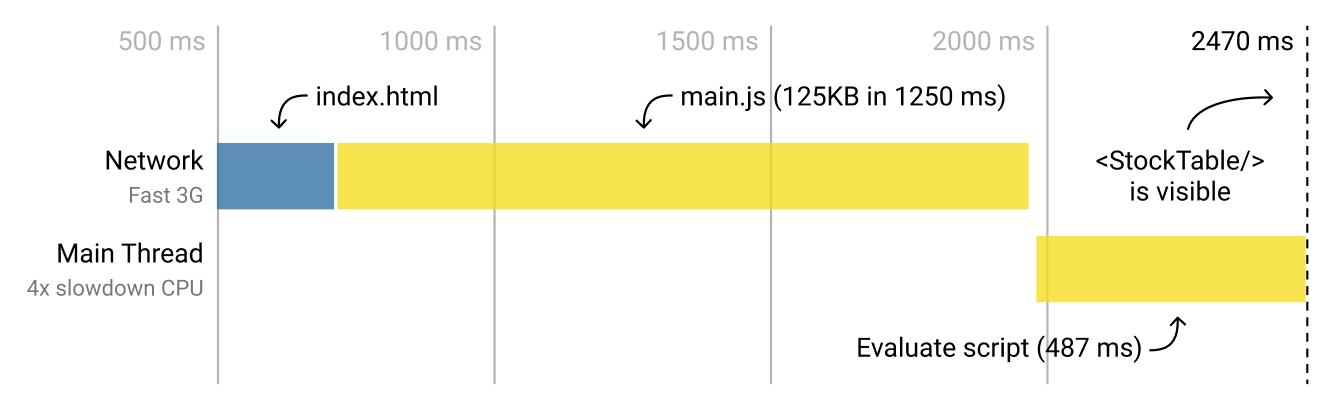 500 ms
1000 ms
1500 ms
2000 ms
2470 ms
index.html
main.js (125KB in 1250 ms)
Network
Fast 3G
<StockTable/>
is visible
Main Thread
4x slowdown CPU
Evaluate script (487 ms)